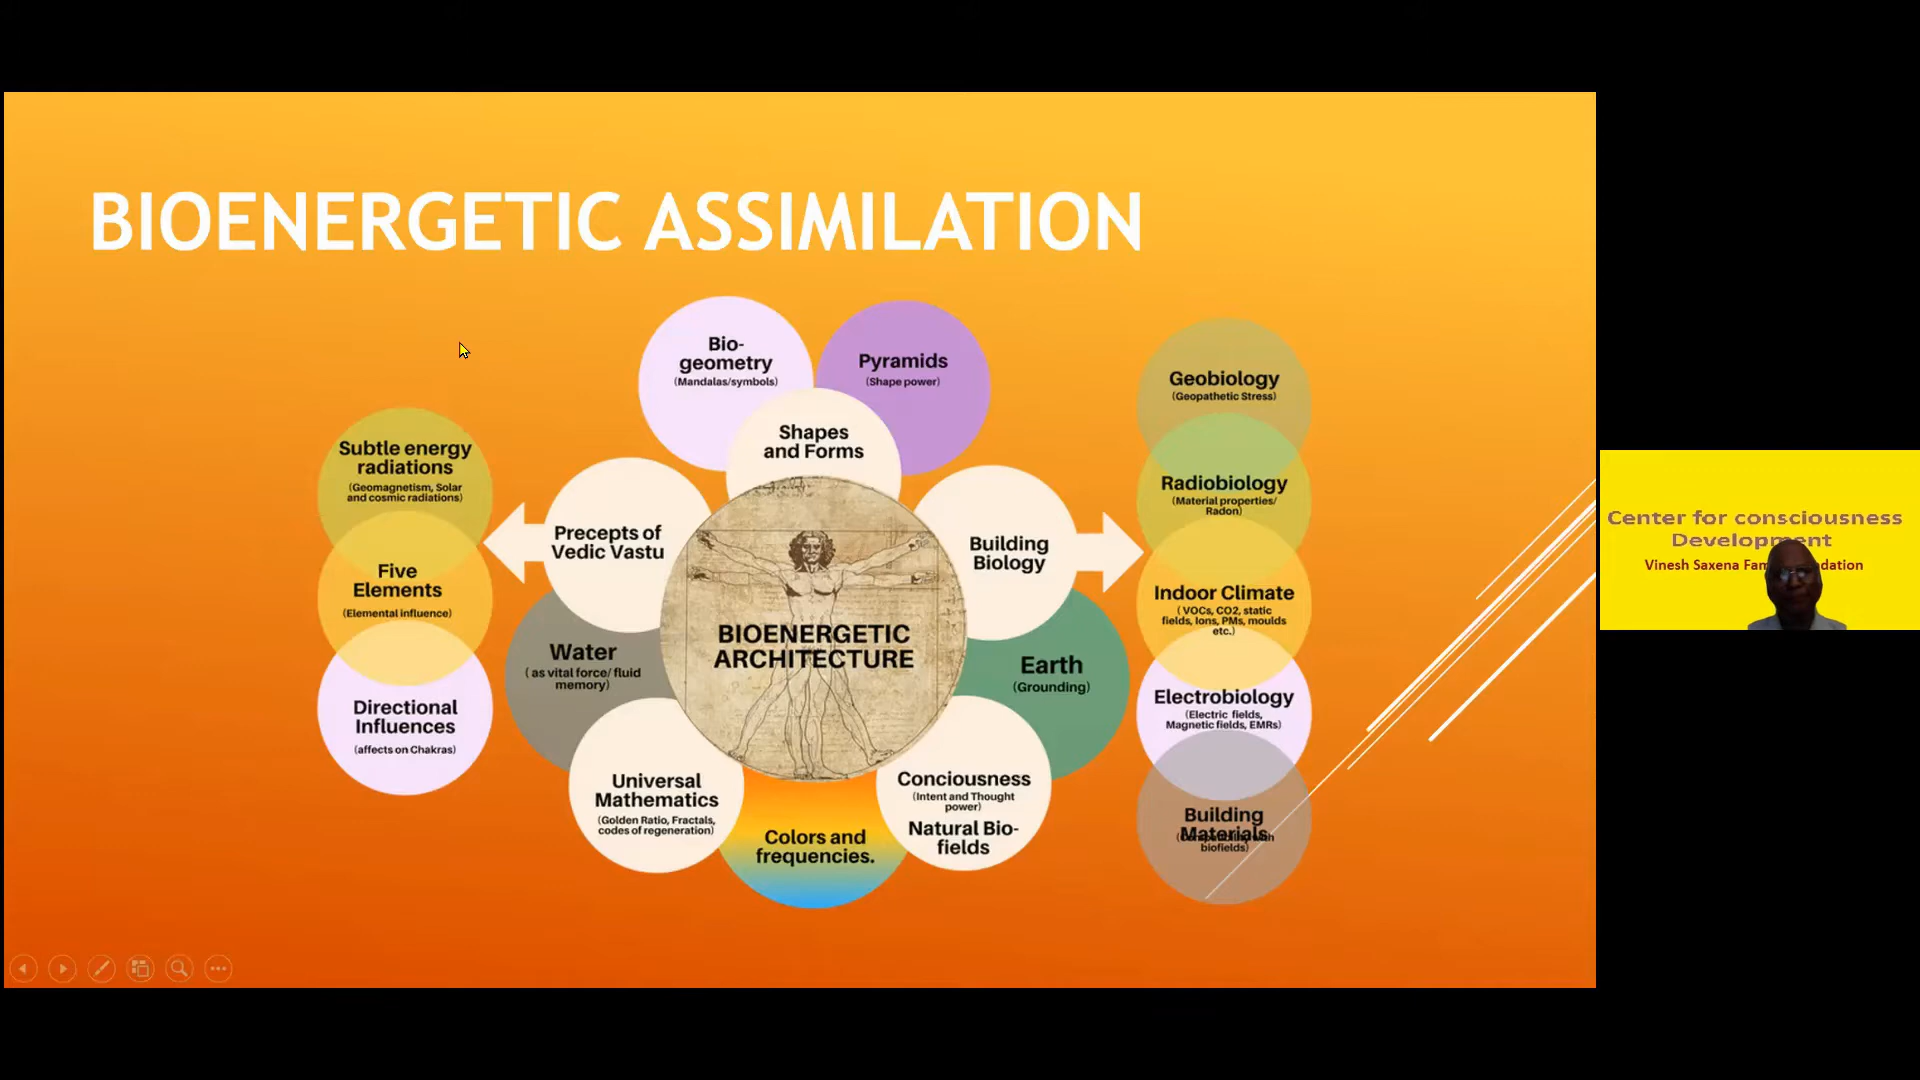 BIOENERGETIC ASSIMILATION
Bio-
geometry
(Mandalas/symbols)
Pyramids
(Shape power)
Shapes
and Forms
Subtle energy
radiations
(Geomagnetism, Solar
and cosmic radiations)
Five
Elements
(Elemental influence)
Directional
Influences
(affects on Chakras)
Precepts of
Vedic Vastu
Water
( as vital force/ fluid
memory)
Universal
Mathematics
(Golden Ratio, Fractals,
codes of regeneration)
BIOENERGETIC
ARCHITECTURE
Colors and
frequencies.
Building
Biology
Earth
(Grounding)
Conciousness
(Intent and Thought
power)
Natural Bio-
fields
Geobiology
(Geopathetic Stress)
Radiobiology
(Material properties/
Radon)
Indoor Climate
( VOCs, CO2, static
fields, Ions, PMs, moulds
etc.)
Electrobiology
(Electric fields,
Magnetic fields, EMRs)
Building
Materials
biofields)
Center for consciousness
Development
Vinesh Saxena